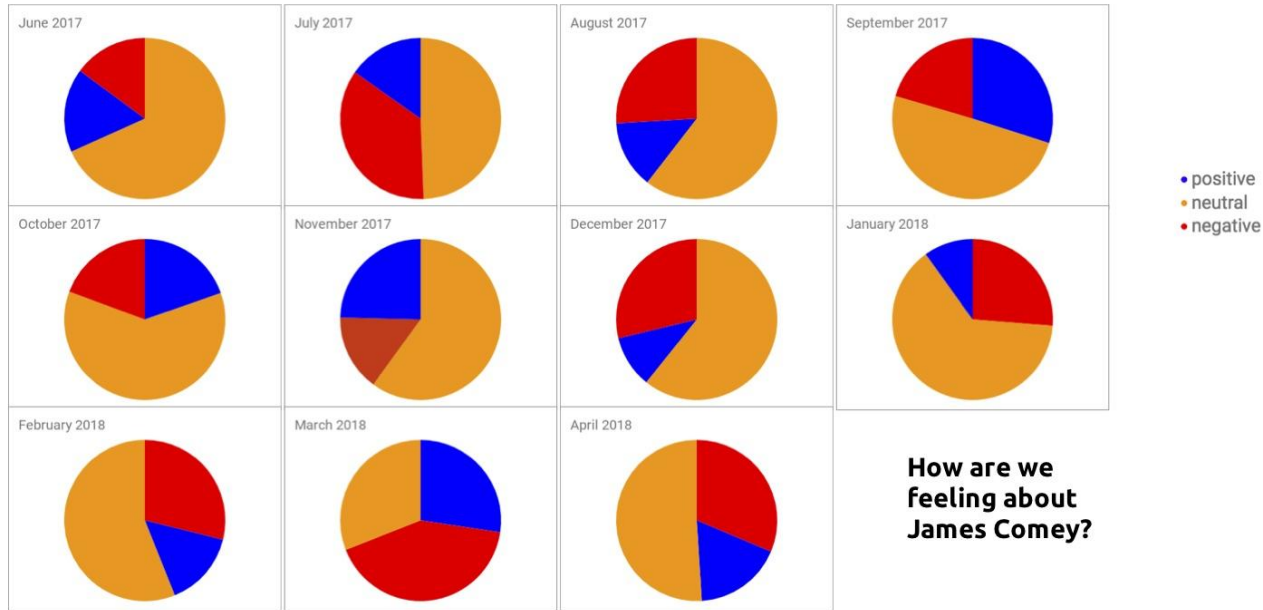 June 2017
July 2017
August 2017
September 2017
positive
neutral
negative
October 2017
November 2017
December 2017
January 2018
February 2018
March 2018
April 2018
How are we
feeling about
James Comey?